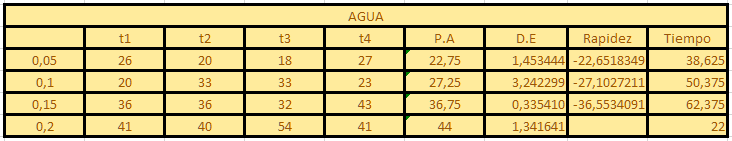 AGUA
t1 t2 t3 t4 P.A D.E Rapidez Tiempo
0,05 26 20 18 27 22,75 1,453444 -22,6518349 38,625
0,1 20 33 33 23 27,25 3,242299 -27,1027211 50,375
0,15 36 36 32 43 36,75 0,335410 -36,5534091 62,375
0,2 41 40 54 41 44 1,341641 22